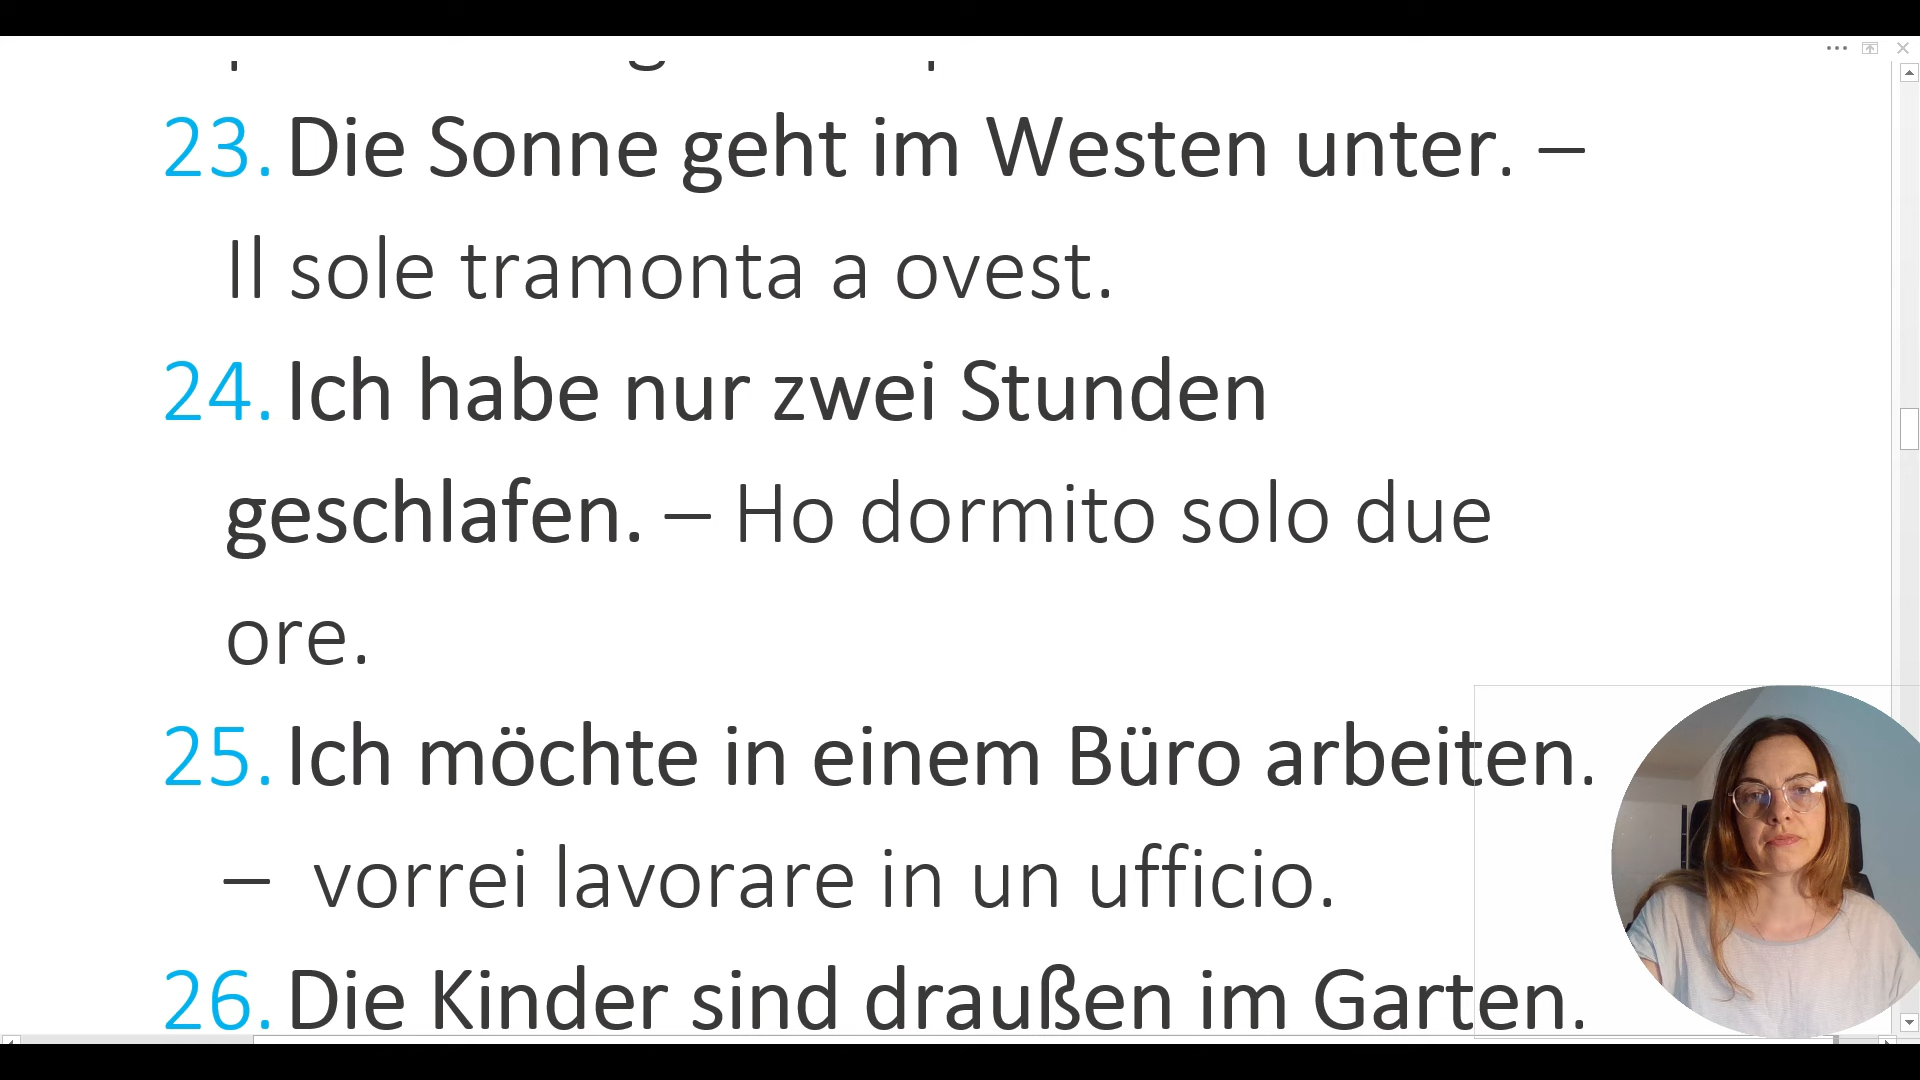 23. Die Sonne geht im Westen unter. –
Il sole tramonta a ovest.
24. Ich habe nur zwei Stunden
geschlafen. – Ho dormito solo due
ore.
25. Ich möchte in einem Büro arbeiten.
– vorrei lavorare in un ufficio.
26. Die Kinder sind draußen im Garten.